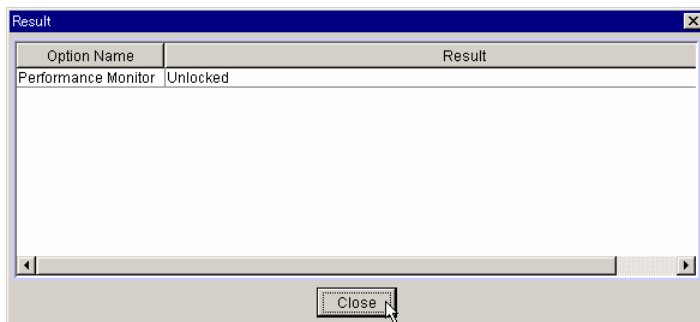 Result
Option Name Result
Performance Monitor Unlocked
Close